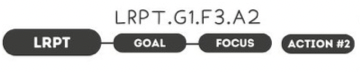 LRPT.G1.F3.A2
LRPT GOAL FOCUS ACTION #2